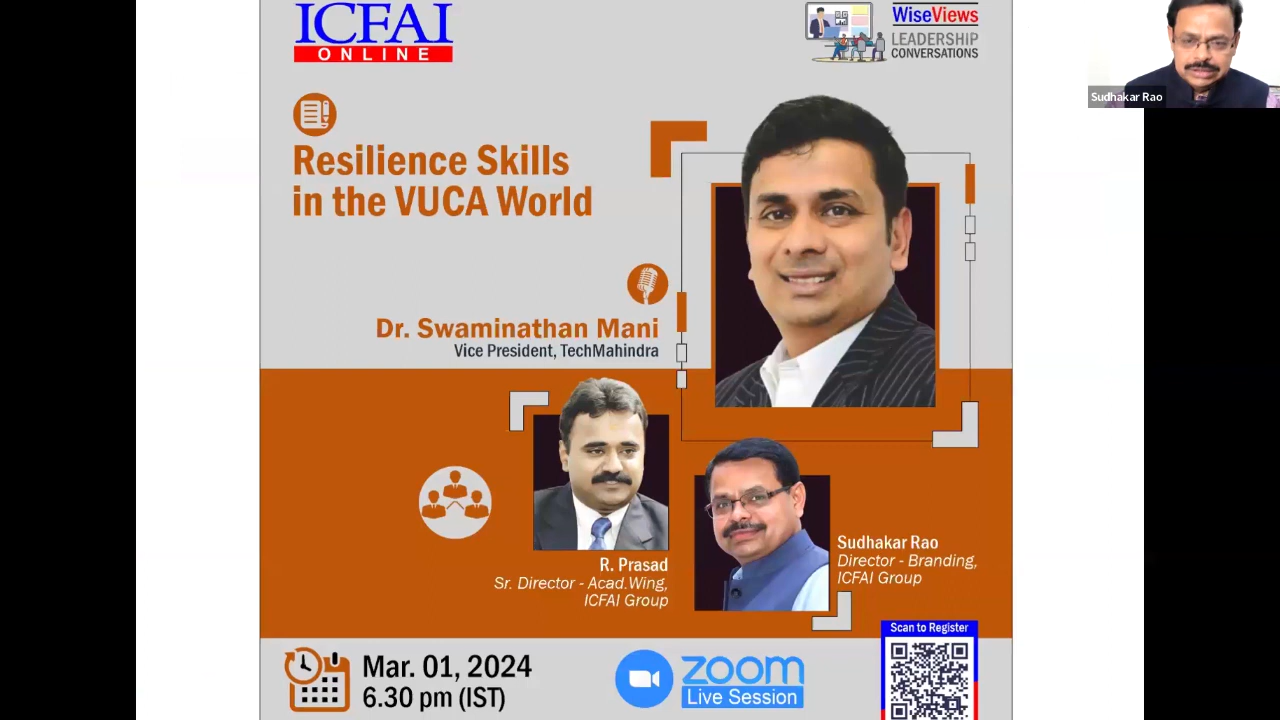 ICFAI
ONLINE
WiseViews
LEADERSHIP
CONVERSATIONS
Sudhakar Rao
Resilience Skills
in the VUCA World
Dr. Swaminathan Mani
Vice President, TechMahindra
R. Prasad
Sr. Director - Acad.Wing,
ICFAI Group
Sudhakar Rao
Director - Branding,
ICFAI Group
Mar. 01, 2024
6.30 pm (IST)
zoom
Live Session
Scan to Register